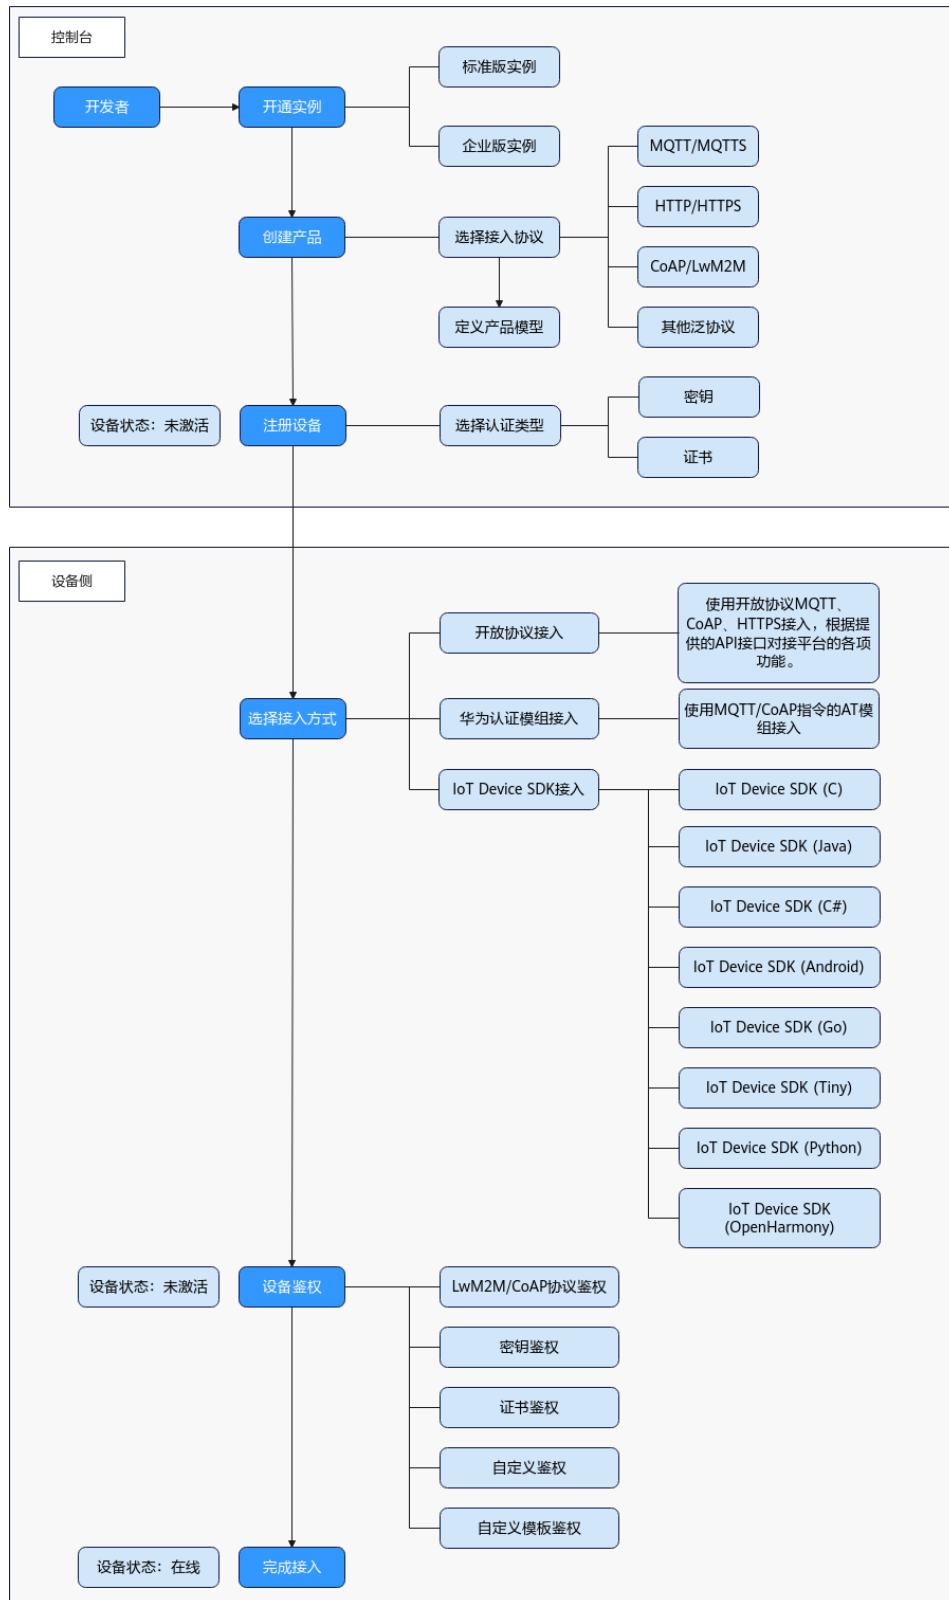 控制台
标准版实例
开发者
开通实例
企业版实例
MQTT/MQTTS
HTTP/HTTPS
创建产品
选择接入协议
CoAP/LwM2M
定义产品模型
其他泛协议
密钥
设备状态：未激活
注册设备
选择认证类型
证书
设备侧
开放协议接入
使用开放协议MQTT、
CoAP、HTTPS接入，根据提
供的API接口对接平台的各项
功能。
选择接入方式
华为认证模组接入
使用MQTT/CoAP指令的AT模
组接入
IoT Device SDK接入
IoT Device SDK (C)
IoT Device SDK (Java)
IoT Device SDK (C#)
IoT Device SDK (Android)
IoT Device SDK (Go)
IoT Device SDK (Tiny)
IoT Device SDK (Python)
IoT Device SDK
(OpenHarmony)
设备状态：未激活
设备鉴权
LwM2M/CoAP协议鉴权
密钥鉴权
证书鉴权
自定义鉴权
自定义模板鉴权
设备状态：在线
完成接入